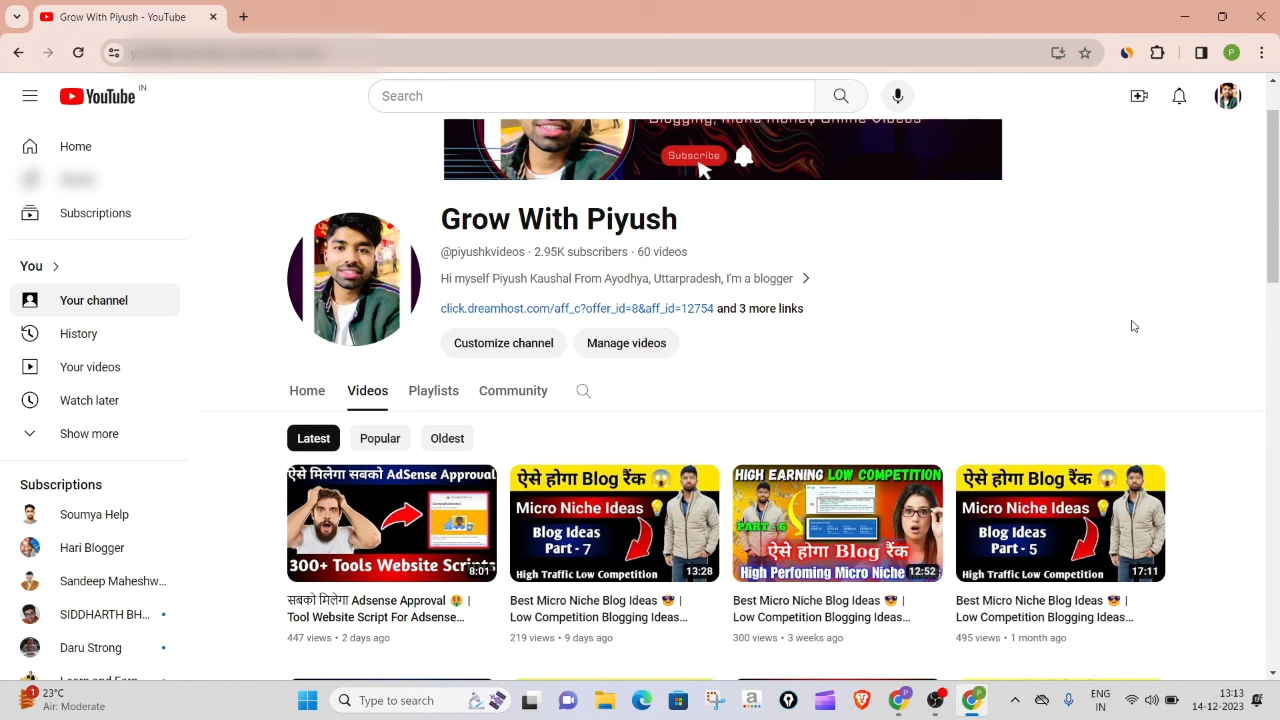 YouTube
YouTube IN
Search
P
Home
Subscriptions
You
Your channel
History
Your videos
Watch later
Show more
Subscriptions
Soumya Help
Hari Blogger
Sandeep Maheshw...
SIDDHARTH BH...
Daru Strong
Blogging, make money Online Videos
Subscribe
Grow With Piyush
@piyushkvideos · 2.95K subscribers · 60 videos
Hi myself Piyush Kaushal From Ayodhya, Uttarpradesh, I'm a blogger
click.dreamhost.com/aff_c?offer_id=8&aff_id=12754 and 3 more links
Customize channel Manage videos
Home Videos Playlists Community
Latest Popular Oldest
ऐसे मिलेगा सबको AdSense Approval
300+ Tools Website Scripts
8:01
सबको मिलेगा Adsense Approval 🤑 |
Tool Website Script For Adsense...
447 views · 2 days ago
ऐसे होगा Blog रैंक 😱
Micro Niche Ideas 💡
Blog Ideas
Part - 7
High Traffic Low Competition
13:28
Best Micro Niche Blog Ideas 😎 |
Low Competition Blogging Ideas...
219 views · 9 days ago
HIGH EARNING LOW COMPETITION
PART - 6
ऐसे होगा Blog रैंक
High Perfoming Micro Niche
12:52
Best Micro Niche Blog Ideas 😎 |
Low Competition Blogging Ideas...
300 views · 3 weeks ago
ऐसे होगा Blog रैंक 😱
Micro Niche Ideas 💡
Blog Ideas
Part - 5
High Traffic Low Competition
17:11
Best Micro Niche Blog Ideas 😎 |
Low Competition Blogging Ideas...
495 views · 1 month ago
1
23°C
Air: Moderate
Type to search
ENG
IN
13:13
14-12-2023